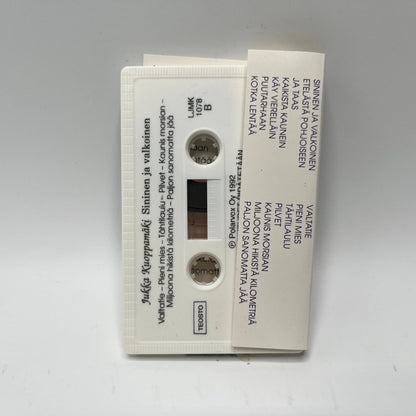 Jukka Kuoppamäki Sininen ja valkoinen
Valtatie – Pieni mies – Tähtilaulu – Pilvet – Kaunis morsian –
Miljoona hikistä kilometriä – Paljon sanomatta jää
LJMK
1078
B
TEOSTO
℗ Polarvox Oy 1992
SININEN JA VALKOINEN
ETELÄSTÄ POHJOISEEN
JA TAAS
KAIKISTA KAUNEIN
KÄY VIERELLÄIN
PUUTARHAAN
KOTKA LENTÄÄ
VALTATIE
PIENI MIES
TÄHTILAULU
PILVET
KAUNIS MORSIAN
MILJOONA HIKISTÄ KILOMETRIÄ
PALJON SANOMATTA JÄÄ